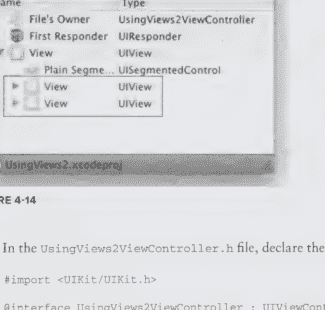 ame Type
File's Owner UsingViews2ViewController
First Responder UIResponder
View UIView
Plain Segme... UISegmentedControl
View UIView
View UIView
UsingViews2.xcodeproj
RE 4-14
In the UsingViews2ViewController.h file, declare the
#import <UIKit/UIKit.h>
@interface UsingViews2ViewController : UIViewCont